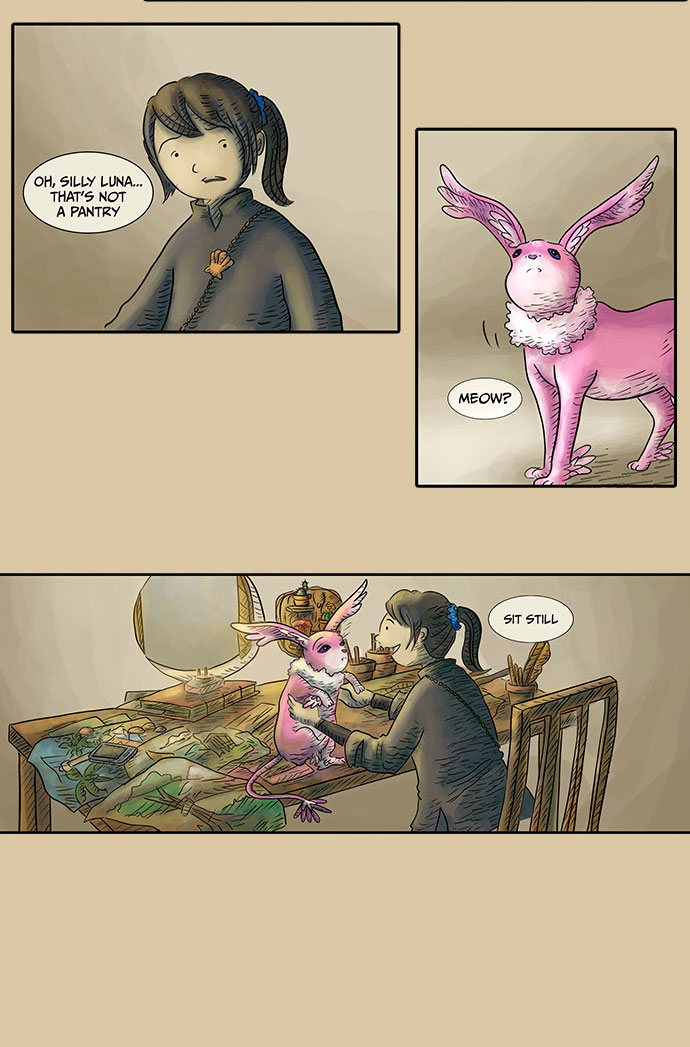 OH, SILLY LUNA...
THAT'S NOT
A PANTRY
MEOW?
SIT STILL